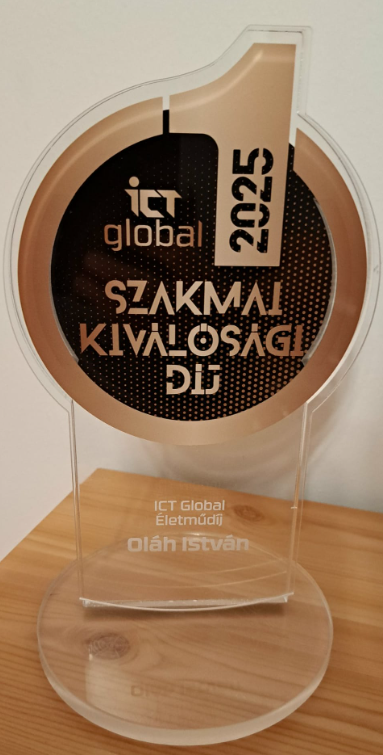 ICT
global
2025
SZAKMAI
KIVÁLÓSÁGI
DÍJ
ICT Global
Életműdíj
Oláh István